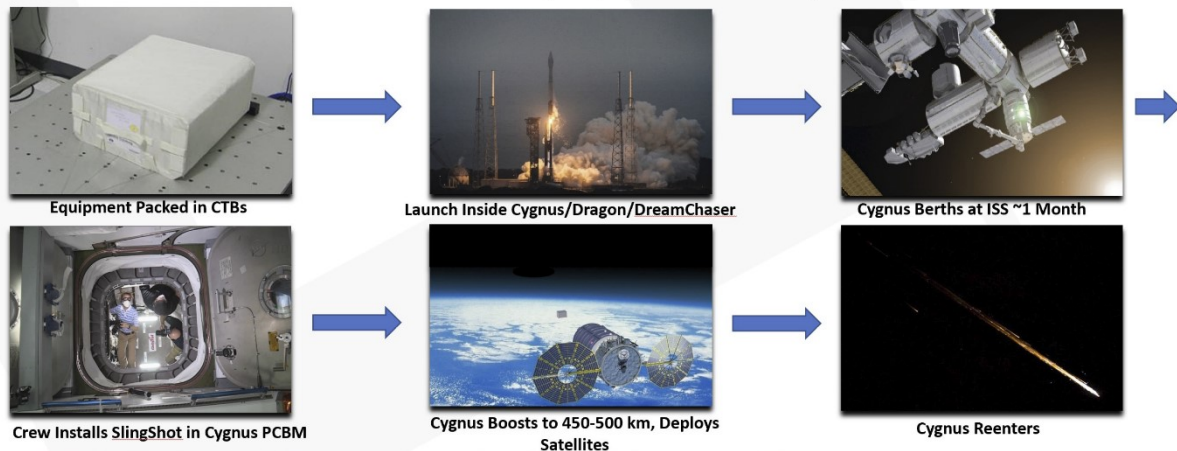 Equipment Packed in CTBs
Launch Inside Cygnus/Dragon/DreamChaser
Cygnus Berths at ISS ~1 Month
Crew Installs SlingShot in Cygnus PCBM
Cygnus Boosts to 450-500 km, Deploys
Satellites
Cygnus Reenters